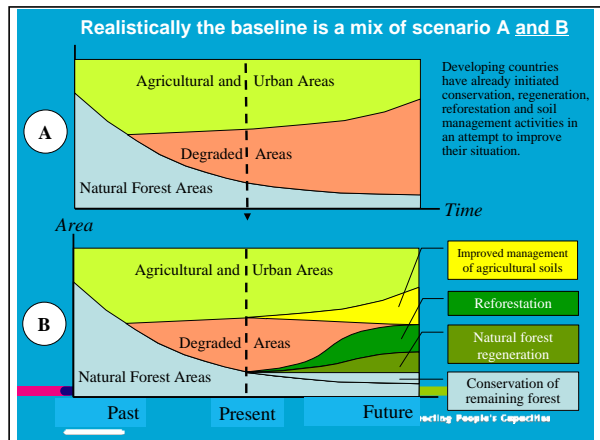 Realistically the baseline is a mix of scenario A and B
Agricultural and Urban Areas
Developing countries
have already initiated
conservation, regeneration,
reforestation and soil
management activities in
an attempt to improve
their situation.
A
Degraded Areas
Natural Forest Areas
Area
Time
Agricultural and Urban Areas
Improved management
of agricultural soils
Reforestation
B
Degraded Areas
Natural forest
regeneration
Natural Forest Areas
Conservation of
remaining forest
Past Present Future
People's Capacities